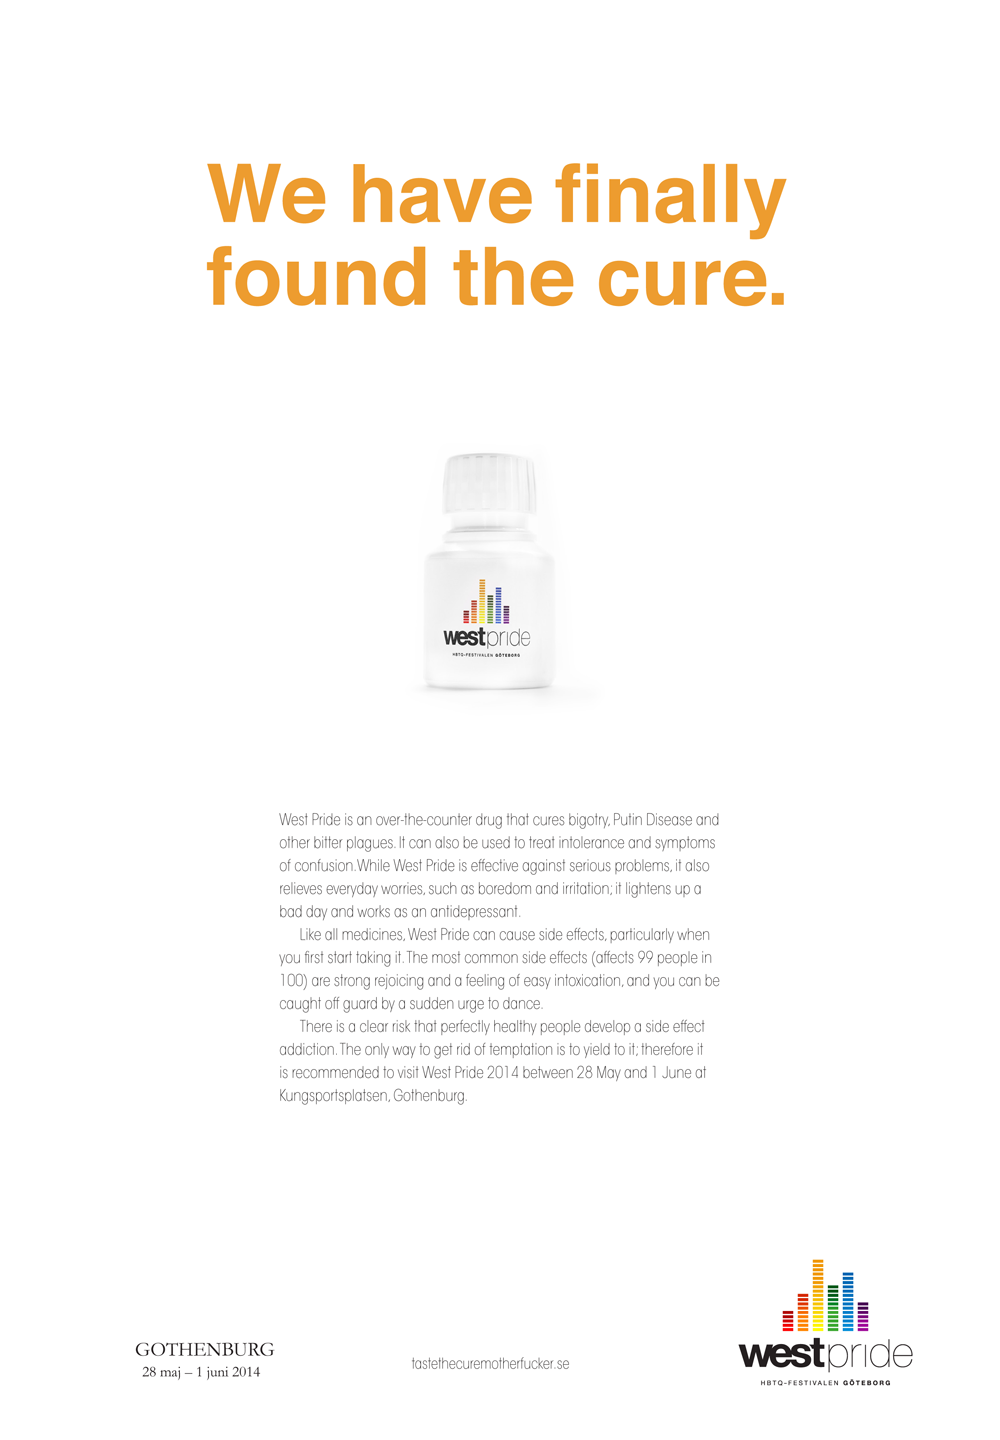 We have finally
found the cure.
westpride
HBTQ-FESTIVALEN GÖTEBORG
West Pride is an over-the-counter drug that cures bigotry, Putin Disease and
other bitter plagues. It can also be used to treat intolerance and symptoms
of confusion. While West Pride is effective against serious problems, it also
relieves everyday worries, such as boredom and irritation; it lightens up a
bad day and works as an antidepressant.
Like all medicines, West Pride can cause side effects, particularly when
you first start taking it. The most common side effects (affects 99 people in
100) are strong rejoicing and a feeling of easy intoxication, and you can be
caught off guard by a sudden urge to dance.
There is a clear risk that perfectly healthy people develop a side effect
addiction. The only way to get rid of temptation is to yield to it; therefore it
is recommended to visit West Pride 2014 between 28 May and 1 June at
Kungsportsplatsen, Gothenburg.
GOTHENBURG
28 maj – 1 juni 2014
tastethecuremotherfucker.se
westpride
HBTQ-FESTIVALEN GÖTEBORG